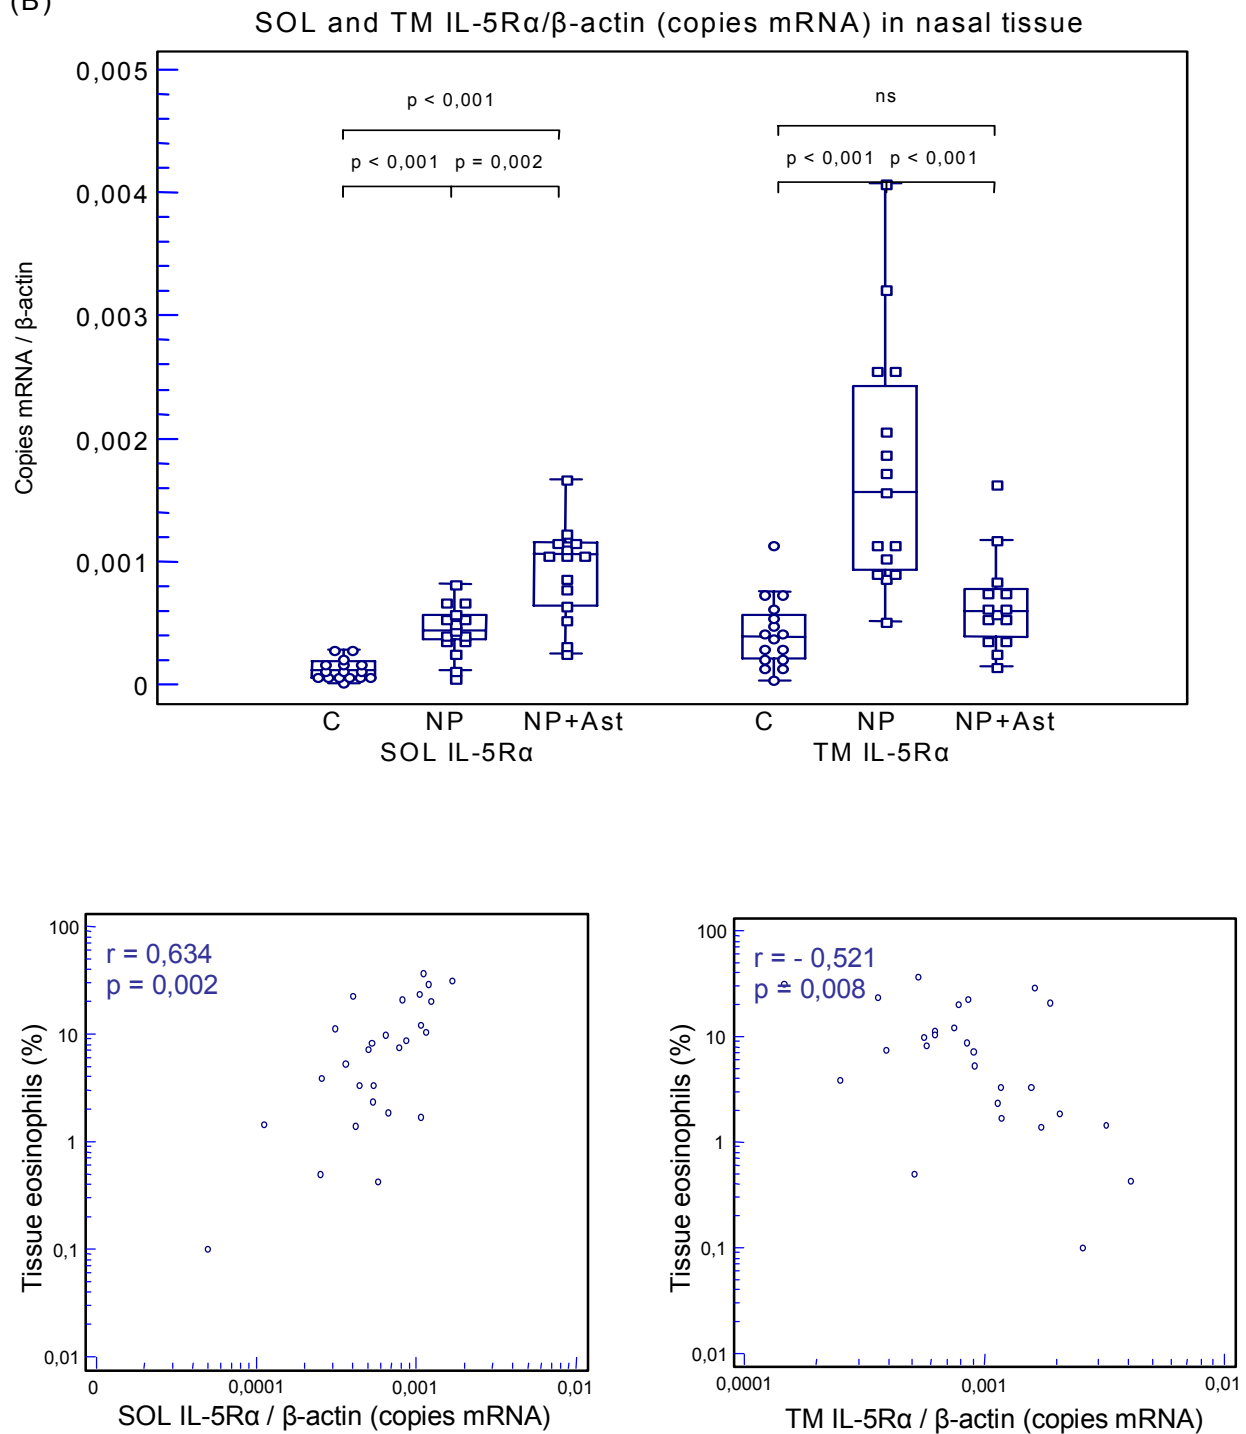 (B)
SOL and TM IL-5Rα/β-actin (copies mRNA) in nasal tissue
Copies mRNA / β-actin
0,005
0,004
0,003
0,002
0,001
0
p < 0,001
p < 0,001 p = 0,002
ns
p < 0,001 p < 0,001
C NP NP+Ast C NP NP+Ast
SOL IL-5Rα TM IL-5Rα
Tissue eosinophils (%)
100
10
1
0,1
0,01
r = 0,634
p = 0,002
0 0,0001 0,001 0,01
SOL IL-5Rα / β-actin (copies mRNA)
Tissue eosinophils (%)
100
10
1
0,1
0,01
r = - 0,521
p = 0,008
0,0001 0,001 0,01
TM IL-5Rα / β-actin (copies mRNA)